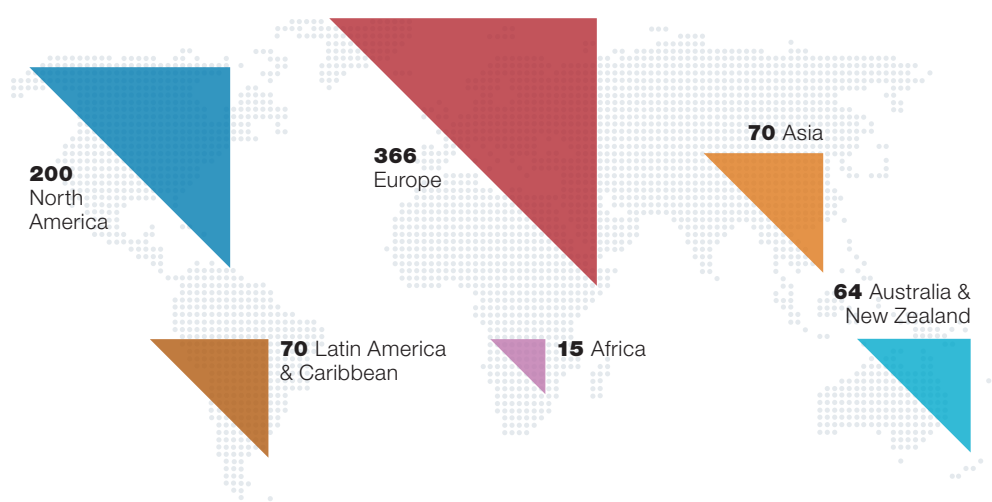 200
North
America
366
Europe
70 Asia
64 Australia &
New Zealand
70 Latin America
& Caribbean
15 Africa